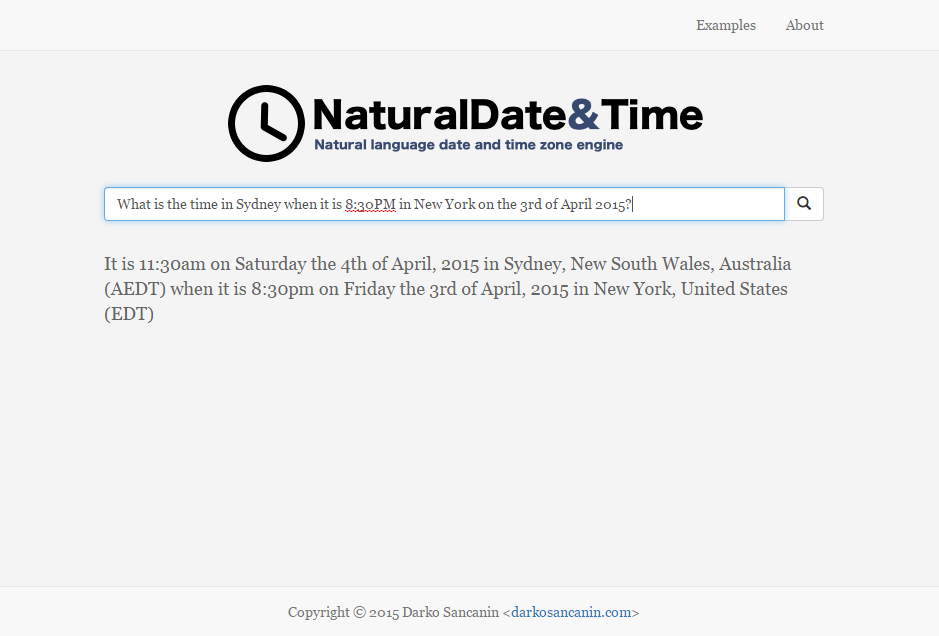 Examples About
NaturalDate&Time
Natural language date and time zone engine
What is the time in Sydney when it is 8:30PM in New York on the 3rd of April 2015?
It is 11:30am on Saturday the 4th of April, 2015 in Sydney, New South Wales, Australia
(AEDT) when it is 8:30pm on Friday the 3rd of April, 2015 in New York, United States
(EDT)
Copyright © 2015 Darko Sancanin <darkosancanin.com>